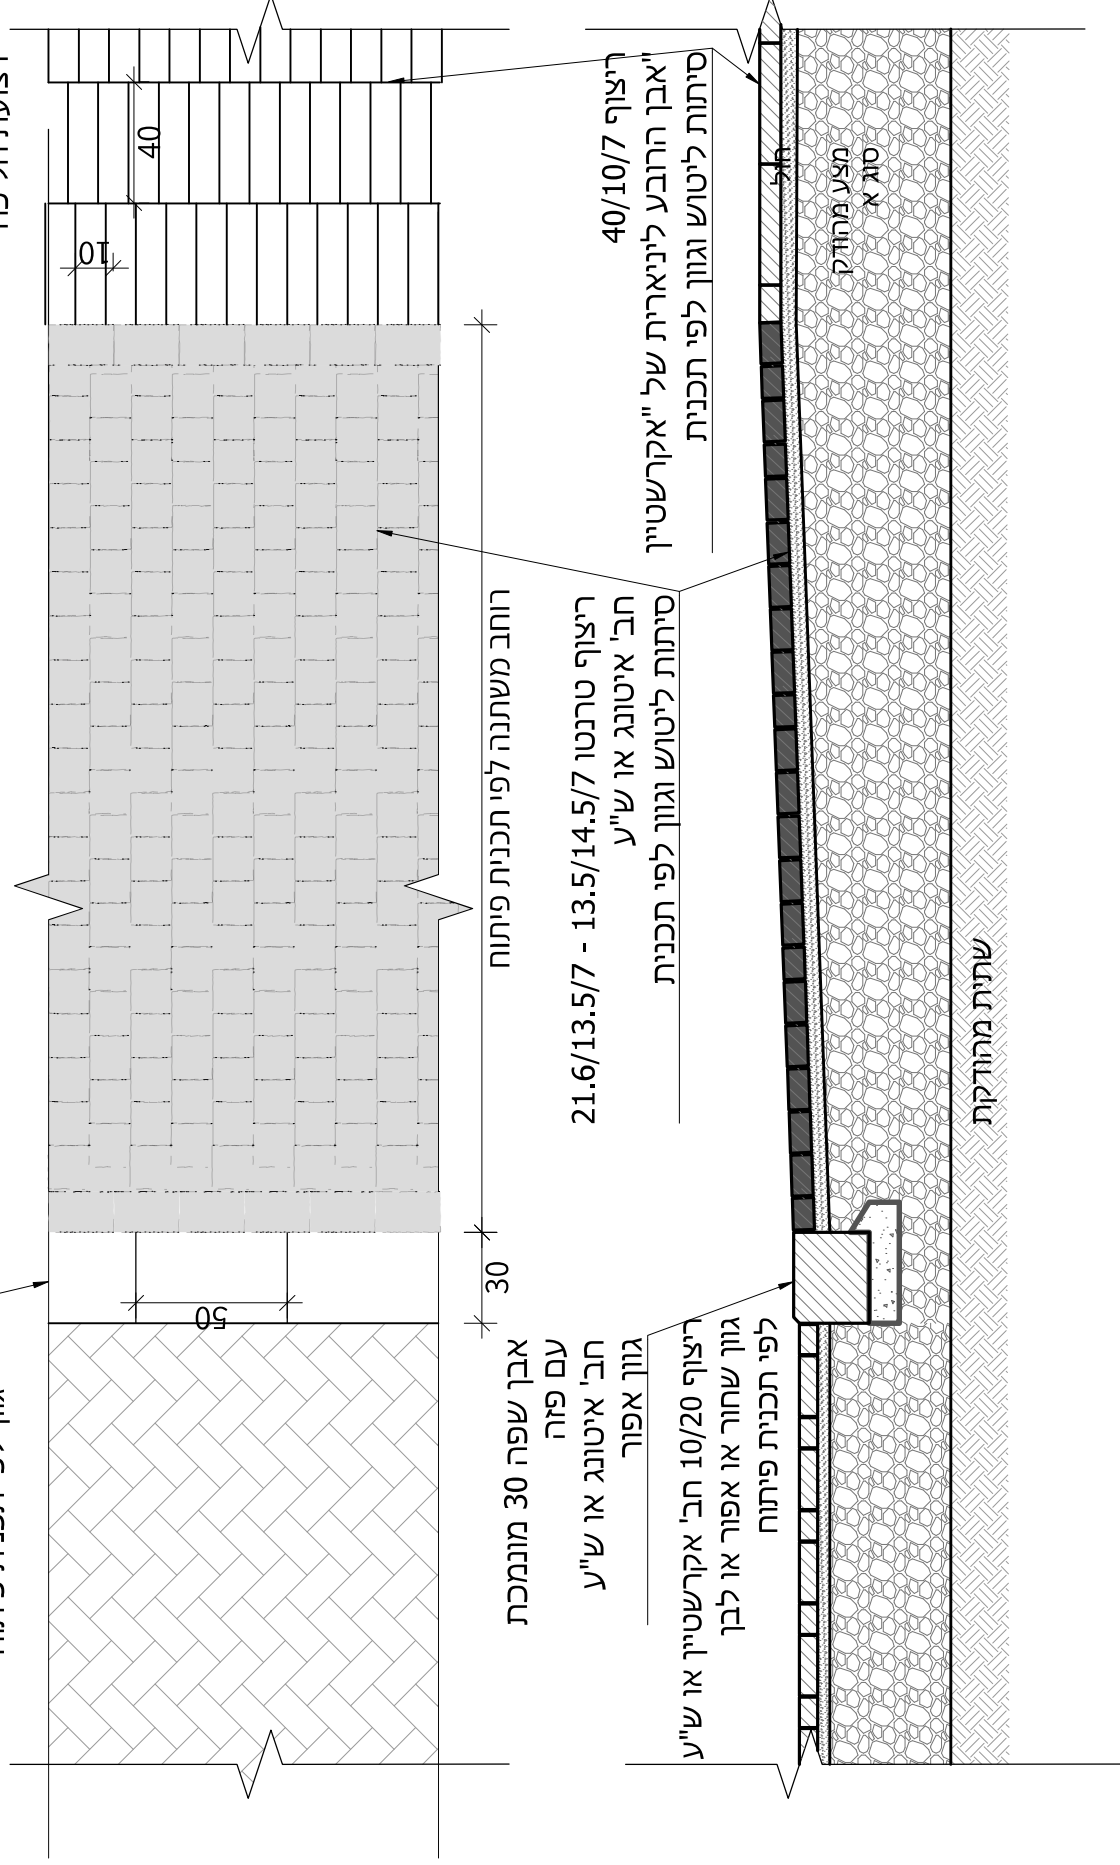 40
10
רוחב משתנה לפי תכנית פיתוח
30
50
ריצוף 40/10/7
"אבן הרובע ליניארית של "אקרשטיין
סיתות ליטוש וגוון לפי תכנית
ריצוף טרנטו 21.6/13.5/7 - 13.5/14.5/7
חב' איטונג או ש"ע
סיתות ליטוש וגוון לפי תכנית
אבן שפה 30 מונמכת
עם פזה
חב' איטונג או ש"ע
גוון אפור
ריצוף 10/20 חב' אקרשטיין או ש"ע
גוון שחור או אפור או לבן
לפי תכנית פיתוח
חול
מצע מהודק
סוג א
שתית מהודקת